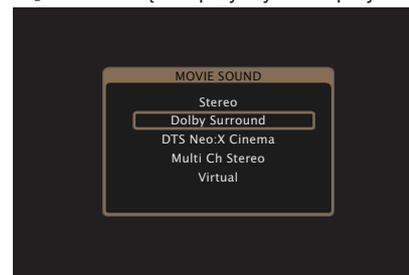 MOVIE SOUND
Stereo
Dolby Surround
DTS Neo:X Cinema
Multi Ch Stereo
Virtual